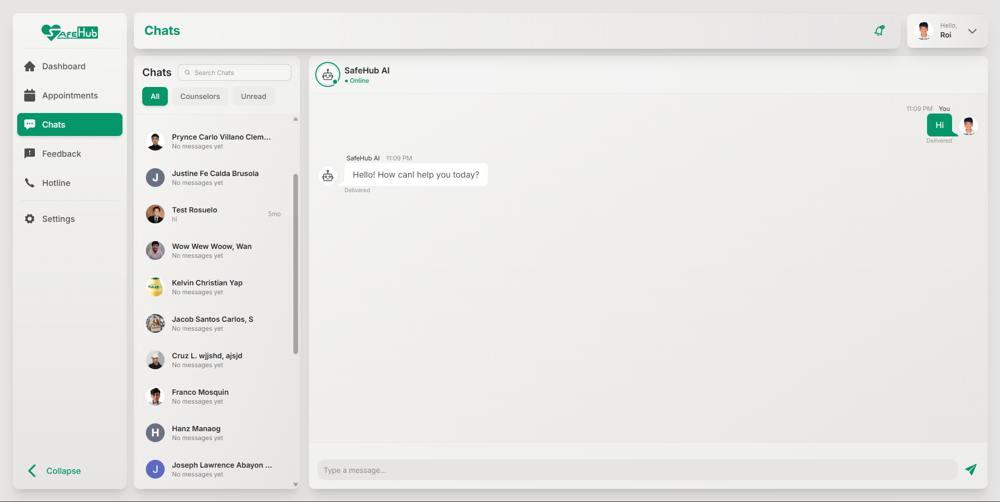 SafeHub
Dashboard
Appointments
Chats
Feedback
Hotline
Settings
Collapse
Chats
Hello,
Roi
Chats
Search Chats
All
Counselors
Unread
Prynce Carlo Villano Clem...
No messages yet
J
Justine Fe Calda Brusola
No messages yet
Test Rosuelo
hi
5mo
Wow Wew Woow, Wan
No messages yet
Kelvin Christian Yap
No messages yet
Jacob Santos Carlos, S
No messages yet
Cruz L. wjjshd, ajsjd
No messages yet
Franco Mosquin
No messages yet
H
Hanz Manaog
No messages yet
J
Joseph Lawrence Abayon ...
No messages yet
SafeHub AI
Online
11:09 PM You
Hi
Delivered
SafeHub AI 11:09 PM
Hello! How canI help you today?
Delivered
Type a message...